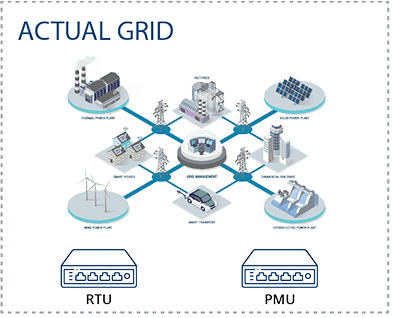 ACTUAL GRID
FACTORIES
THERMAL POWER PLANT
SOLAR POWER PLANT
SMART HOUSES
GRID MANAGEMENT
COMMERCIAL BUILDINGS
WIND POWER PLANT
SMART TRANSPORT
HYDROELECTRIC POWER PLANT
RTU
PMU